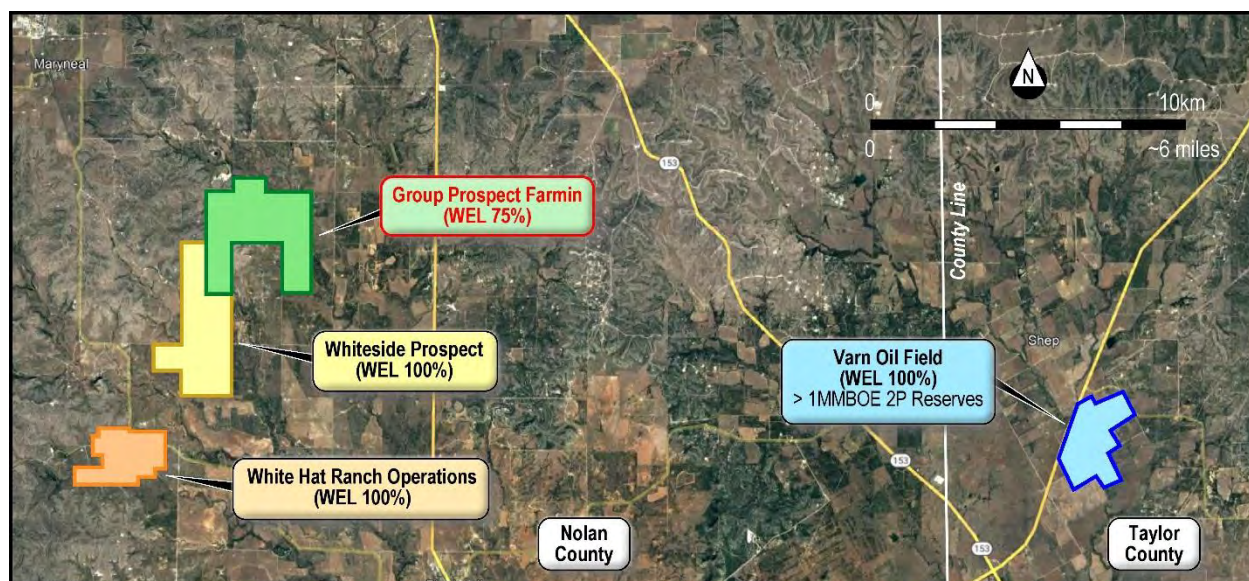 Maryneal
N
0
10km
0
~6 miles
153
Group Prospect Farmin
(WEL 75%)
County Line
Whiteside Prospect
(WEL 100%)
Shep
Varn Oil Field
(WEL 100%)
> 1MMBOE 2P Reserves
White Hat Ranch Operations
(WEL 100%)
153
153
Nolan
County
Taylor
County